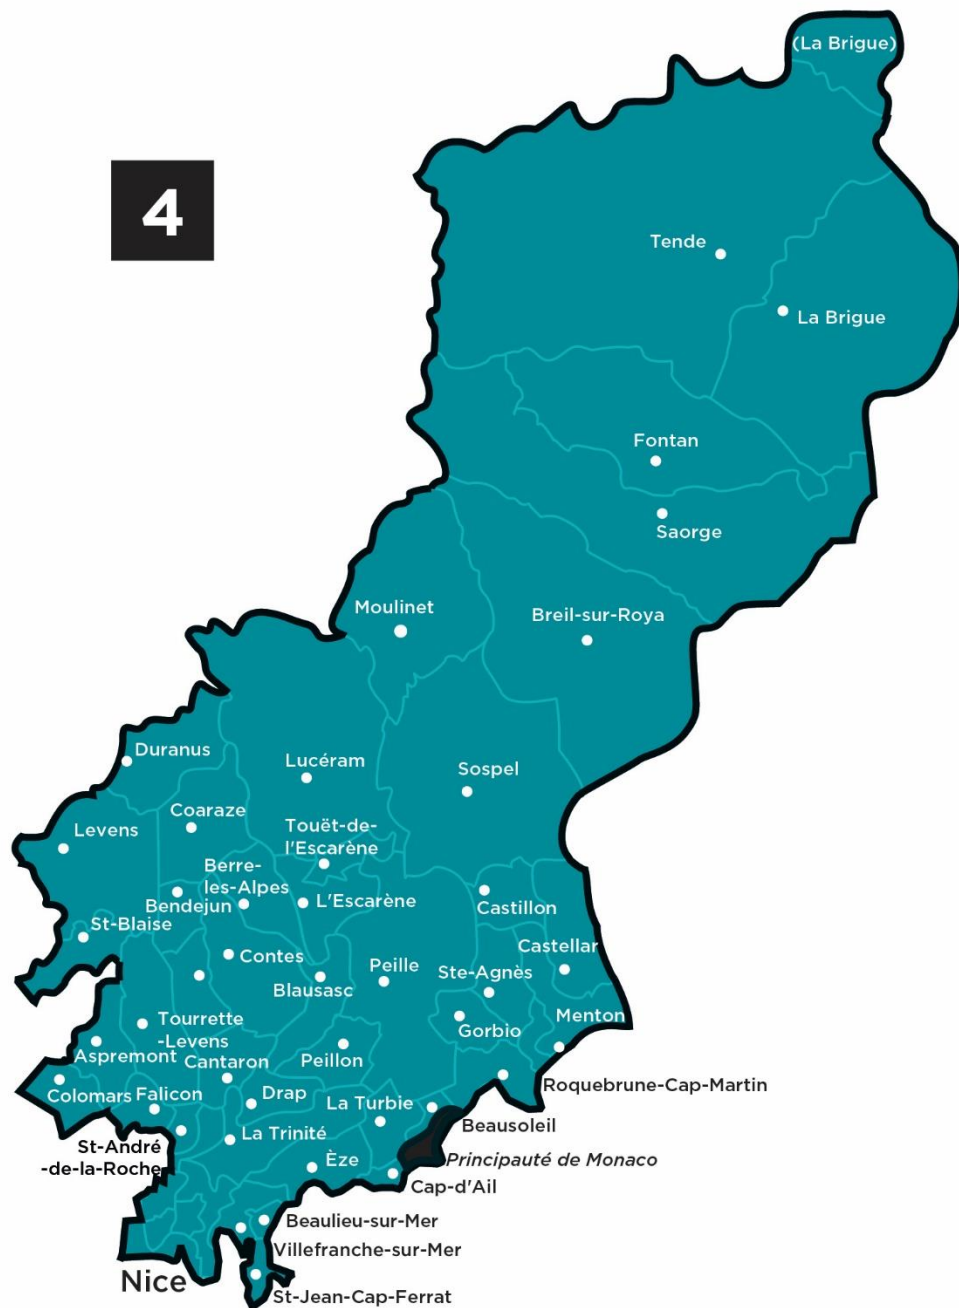 (La Brigue)
4
Tende
La Brigue
Fontan
Saorge
Moulinet
Breil-sur-Roya
Duranus
Lucéram
Sospel
Coaraze
Levens
Touët-de-
l'Escarène
Berre-
les-Alpes
Bendejun
L'Escarène
Castillon
St-Blaise
Contes
Castellar
Peille
Ste-Agnès
Blausasc
Menton
Tourrette
-Levens
Gorbio
Aspremont
Cantaron
Peillon
Roquebrune-Cap-Martin
Colomars
Falicon
Drap
La Turbie
Beausoleil
St-André
-de-la-Roche
La Trinité
Èze
Principauté de Monaco
Cap-d'Ail
Beaulieu-sur-Mer
Villefranche-sur-Mer
Nice
St-Jean-Cap-Ferrat